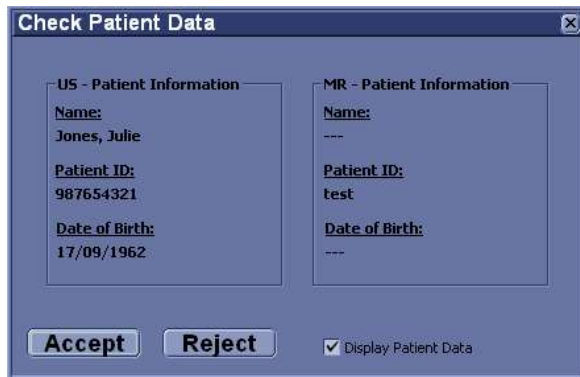 Check Patient Data
US - Patient Information
Name:
Jones, Julie
Patient ID:
987654321
Date of Birth:
17/09/1962
MR - Patient Information
Name:
---
Patient ID:
test
Date of Birth:
---
Accept
Reject
Display Patient Data